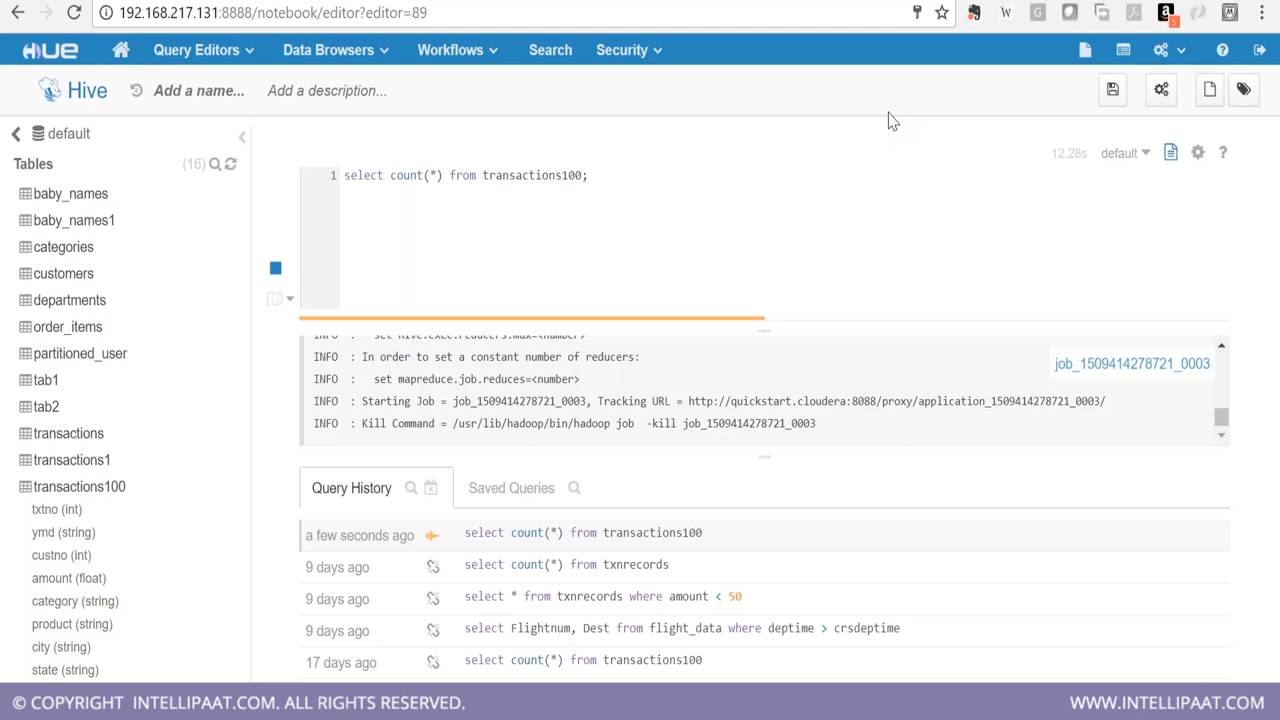 192.168.217.131:8888/notebook/editor?editor=89
HUE Query Editors Data Browsers Workflows Search Security
Hive Add a name... Add a description...
default
Tables (16)
baby_names
baby_names1
categories
customers
departments
order_items
partitioned_user
tab1
tab2
transactions
transactions1
transactions100
txtno (int)
ymd (string)
custno (int)
amount (float)
category (string)
product (string)
city (string)
state (string)
12.28s default ?
1 select count(*) from transactions100;
INFO : set hive.exec.reducers.max=<number>
INFO : In order to set a constant number of reducers:
job_1509414278721_0003
INFO : set mapreduce.job.reduces=<number>
INFO : Starting Job = job_1509414278721_0003, Tracking URL = http://quickstart.cloudera:8088/proxy/application_1509414278721_0003/
INFO : Kill Command = /usr/lib/hadoop/bin/hadoop job -kill job_1509414278721_0003
Query History Saved Queries
a few seconds ago select count(*) from transactions100
9 days ago select count(*) from txnrecords
9 days ago select * from txnrecords where amount < 50
9 days ago select Flightnum, Dest from flight_data where deptime > crsdeptime
17 days ago select count(*) from transactions100
© COPYRIGHT INTELLIPAAT.COM. ALL RIGHTS RESERVED. WWW.INTELLIPAAT.COM